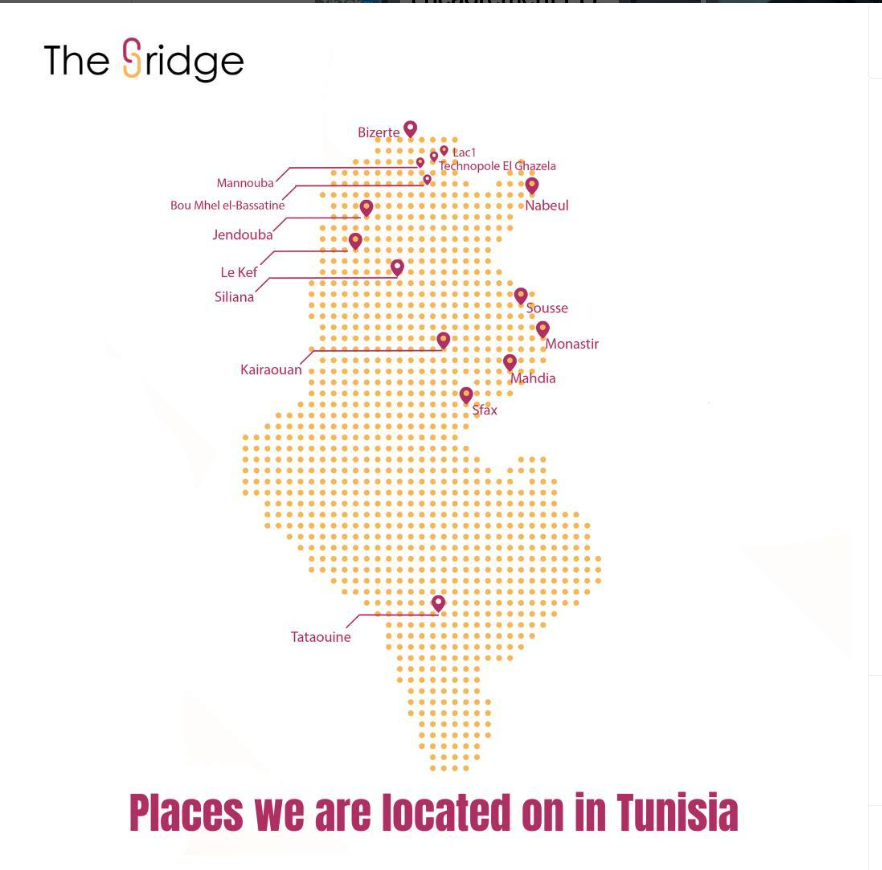 The Bridge
Bizerte
Lac1
Technopole El Ghazela
Mannouba
Bou Mhel el-Bassatine
Nabeul
Jendouba
Le Kef
Siliana
Sousse
Monastir
Kairaouan
Mahdia
Sfax
Tataouine
Places we are located on in Tunisia